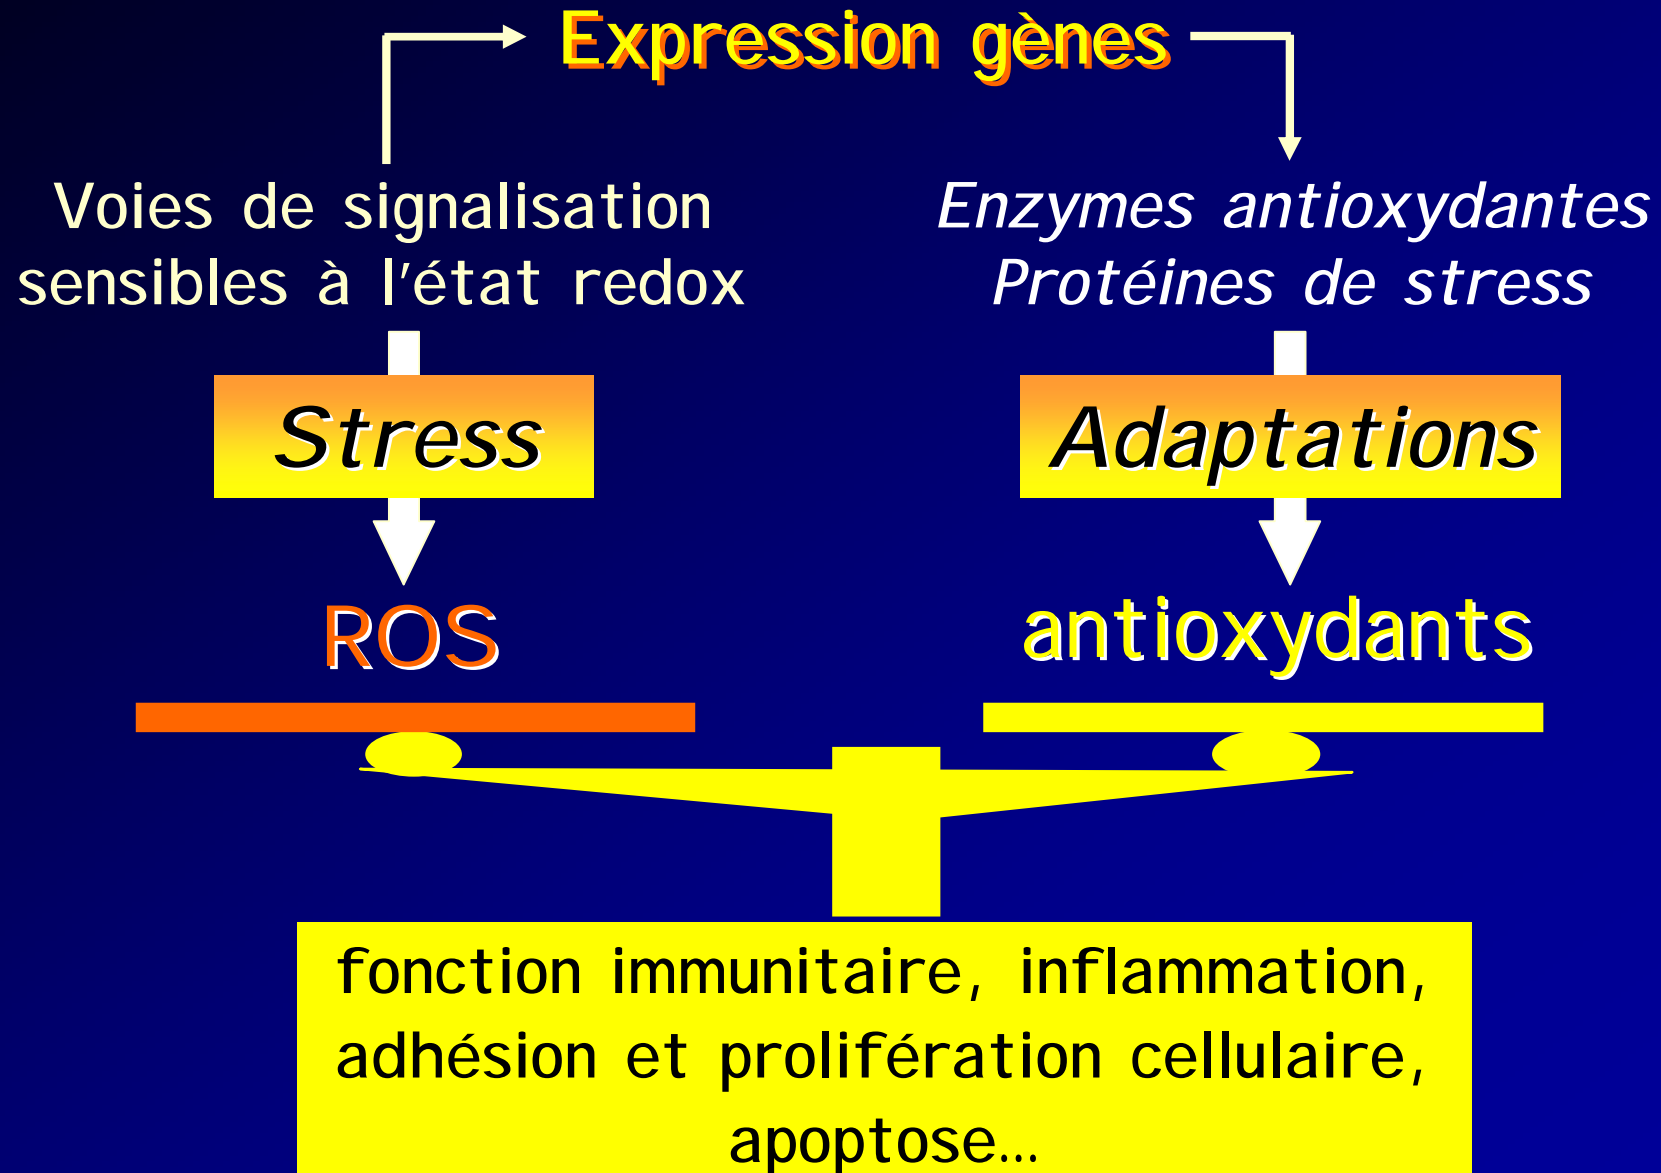 Expression gènes
Voies de signalisation
sensibles à l'état redox
Enzymes antioxydantes
Protéines de stress
Stress
Adaptations
ROS
antioxydants
fonction immunitaire, inflammation,
adhésion et prolifération cellulaire,
apoptose...